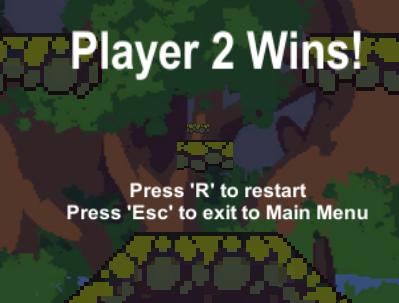 Player 2 Wins!
Press 'R' to restart
Press 'Esc' to exit to Main Menu